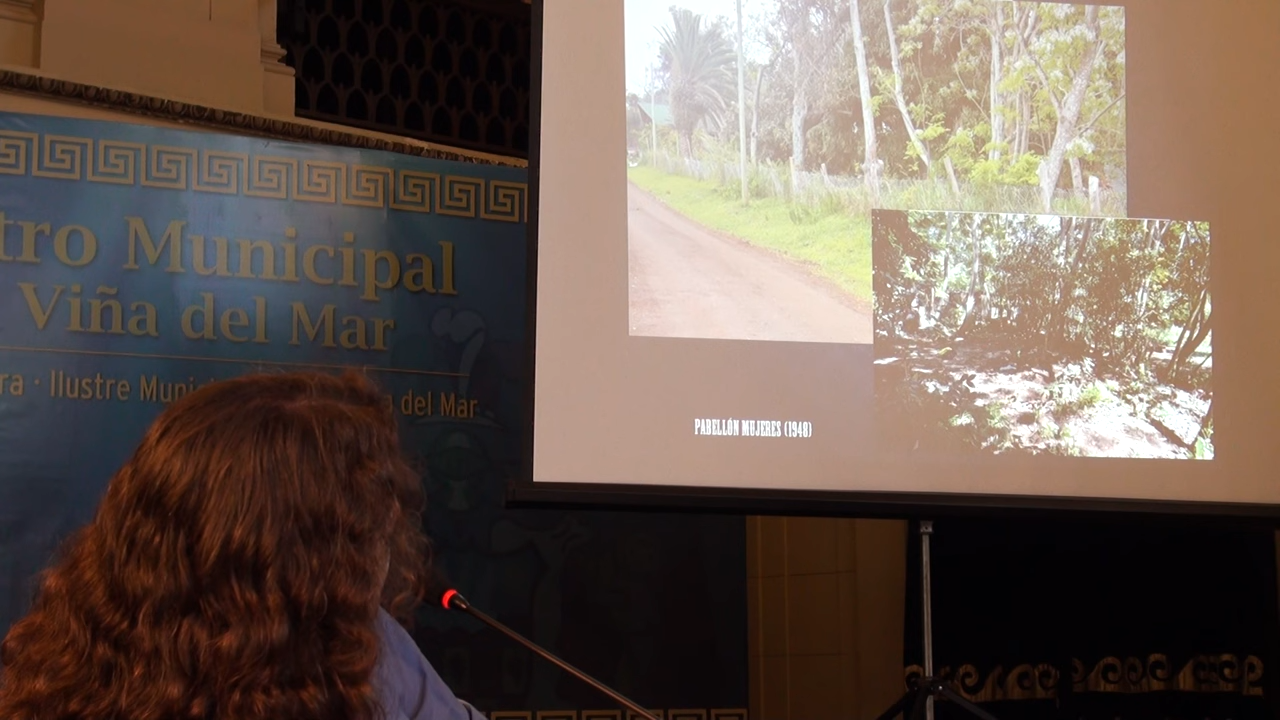 tro Municipal
Viña del Mar
ra · Ilustre Muni
del Mar
PABELLÓN MUJERES (1948)